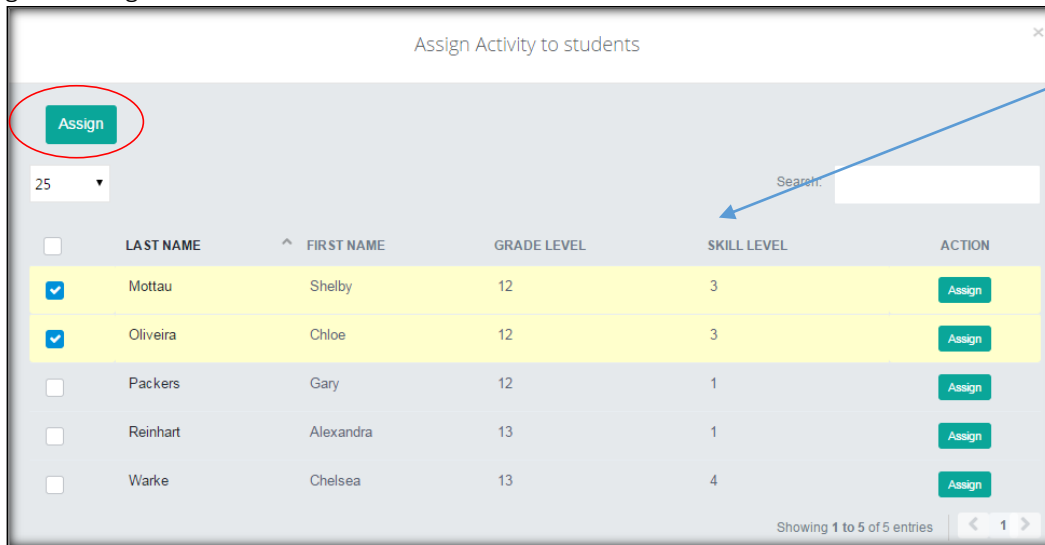 Assign Activity to students ×
Assign
25 Search:
LAST NAME FIRST NAME GRADE LEVEL SKILL LEVEL ACTION
Mottau Shelby 12 3 Assign
Oliveira Chloe 12 3 Assign
Packers Gary 12 1 Assign
Reinhart Alexandra 13 1 Assign
Warke Chelsea 13 4 Assign
Showing 1 to 5 of 5 entries < 1 >